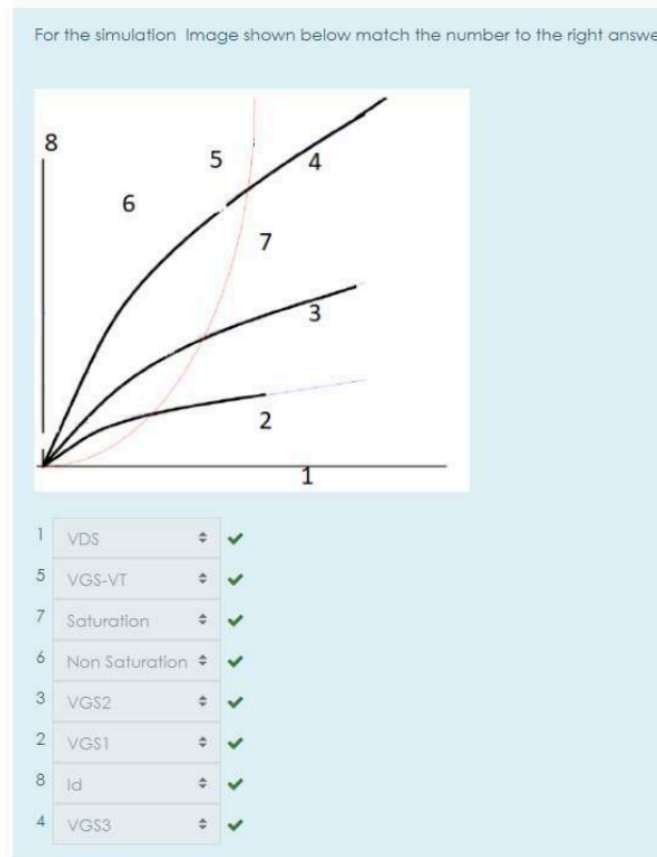 For the simulation Image shown below match the number to the right answe
8
5
4
6
7
3
2
1
1 VDS
5 VGS-VT
7 Saturation
6 Non Saturation
3 VGS2
2 VGS1
8 Id
4 VGS3